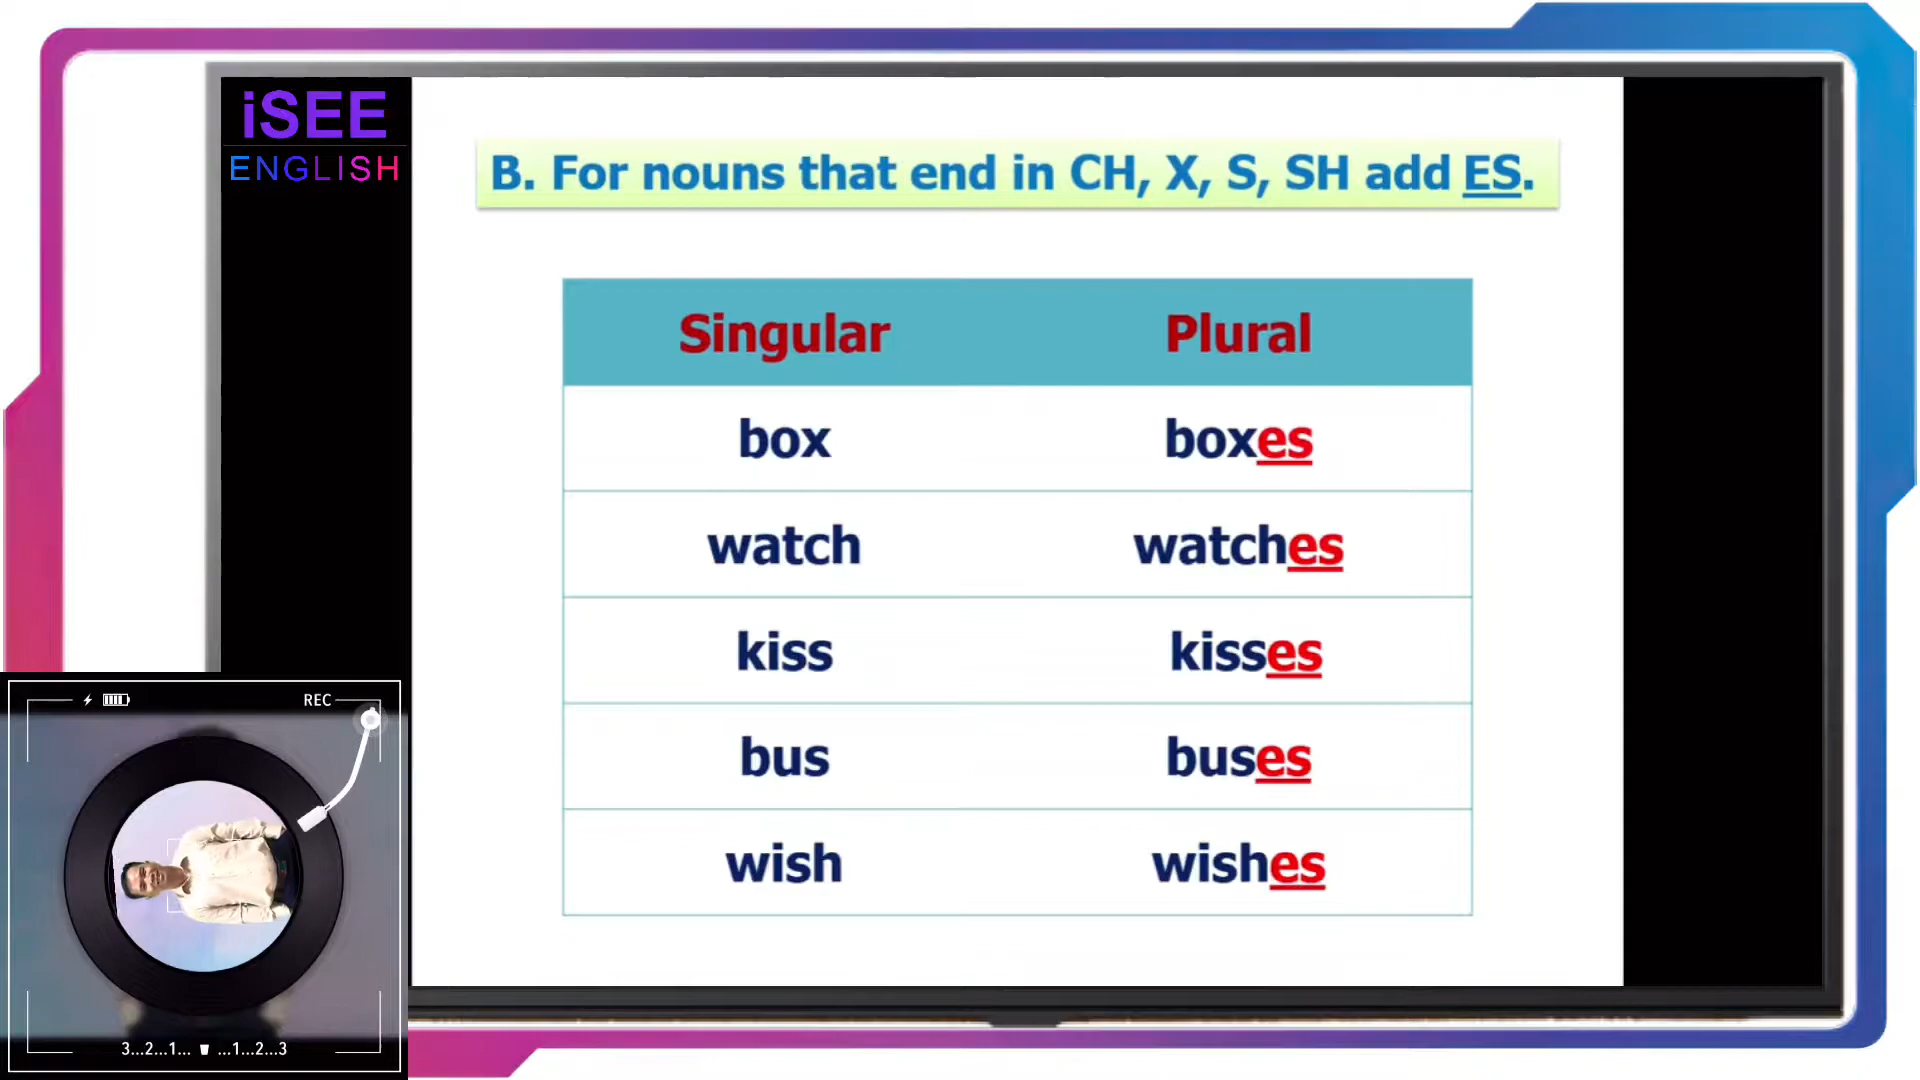 iSEE
ENGLISH
B. For nouns that end in CH, X, S, SH add ES.
Singular Plural
box boxes
watch watches
kiss kisses
bus buses
wish wishes
REC
3...2...1... ...1...2...3